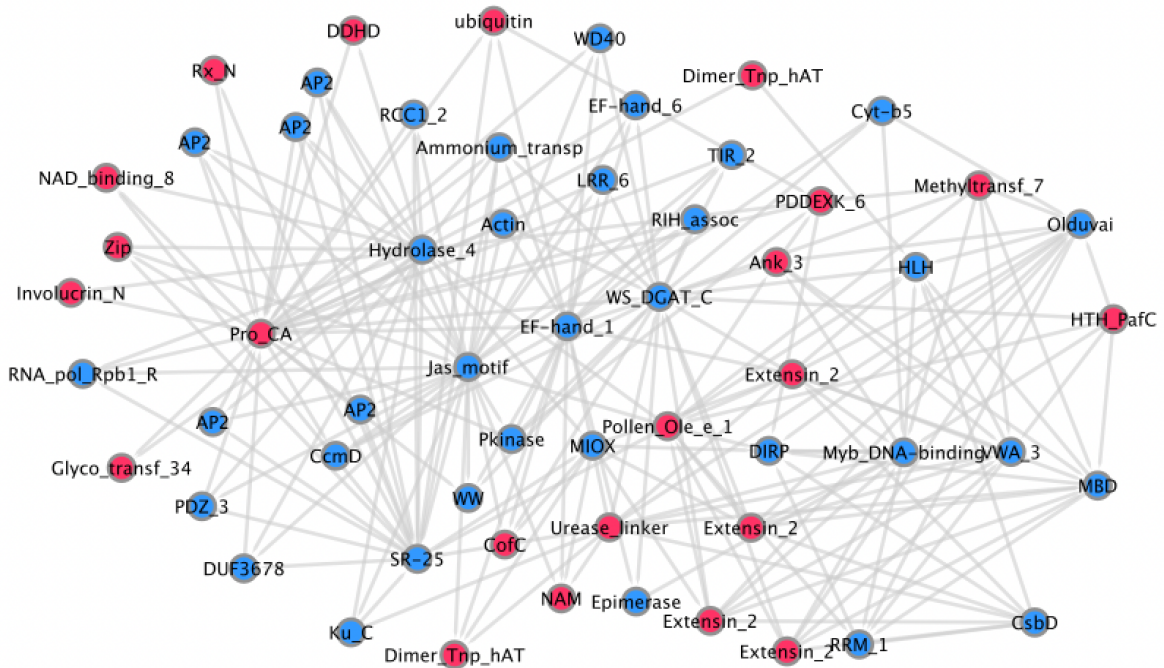 DDHD
ubiquitin
WD40
Rx_N
AP2
Dimer_Tnp_hAT
RCC1_2
EF-hand_6
Cyt-b5
AP2
AP2
Ammonium_transp
TIR_2
NAD_binding_8
LRR_6
Methyltransf_7
PDDEXK_6
Actin
RIH_assoc
Olduvai
Zip
Hydrolase_4
Ank_3
HLH
Involucrin_N
WS_DGAT_C
Pro_CA
EF-hand_1
HTH_PafC
RNA_pol_Rpb1_R
Jas_motif
Extensin_2
AP2
AP2
Pkinase
MIOX
Pollen_Ole_e_1
DIRP
Myb_DNA-binding
VWA_3
Glyco_transf_34
CcmD
MBD
PDZ_3
WW
Urease_linker
Extensin_2
DUF3678
SR-25
CofC
NAM
Epimerase
Extensin_2
CsbD
Ku_C
Dimer_Tnp_hAT
Extensin_2
RRM_1